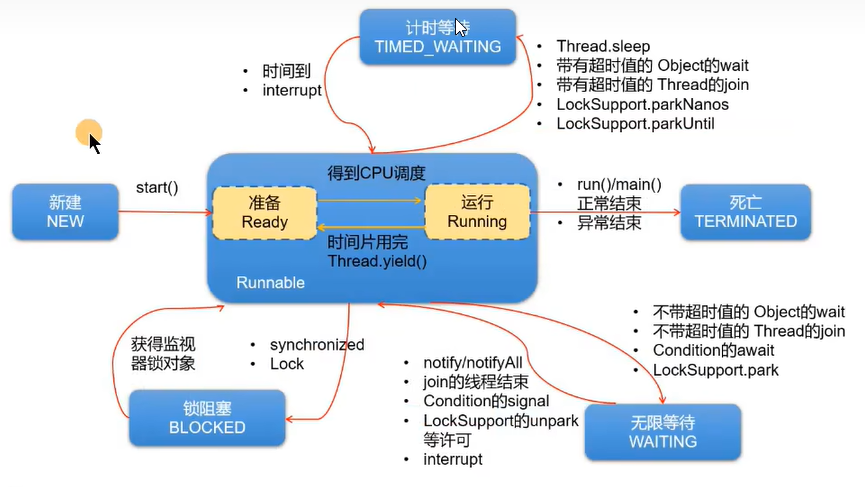 计时等待
TIMED_WAITING
时间到
interrupt
Thread.sleep
带有超时值的 Object的wait
带有超时值的 Thread的join
LockSupport.parkNanos
LockSupport.parkUntil
新建
NEW
start()
得到CPU调度
准备
Ready
运行
Running
时间片用完
Thread.yield()
Runnable
run()/main()
正常结束
异常结束
死亡
TERMINATED
获得监视
器锁对象
synchronized
Lock
锁阻塞
BLOCKED
notify/notifyAll
join的线程结束
Condition的signal
LockSupport的unpark
等许可
interrupt
不带超时值的 Object的wait
不带超时值的 Thread的join
Condition的await
LockSupport.park
无限等待
WAITING